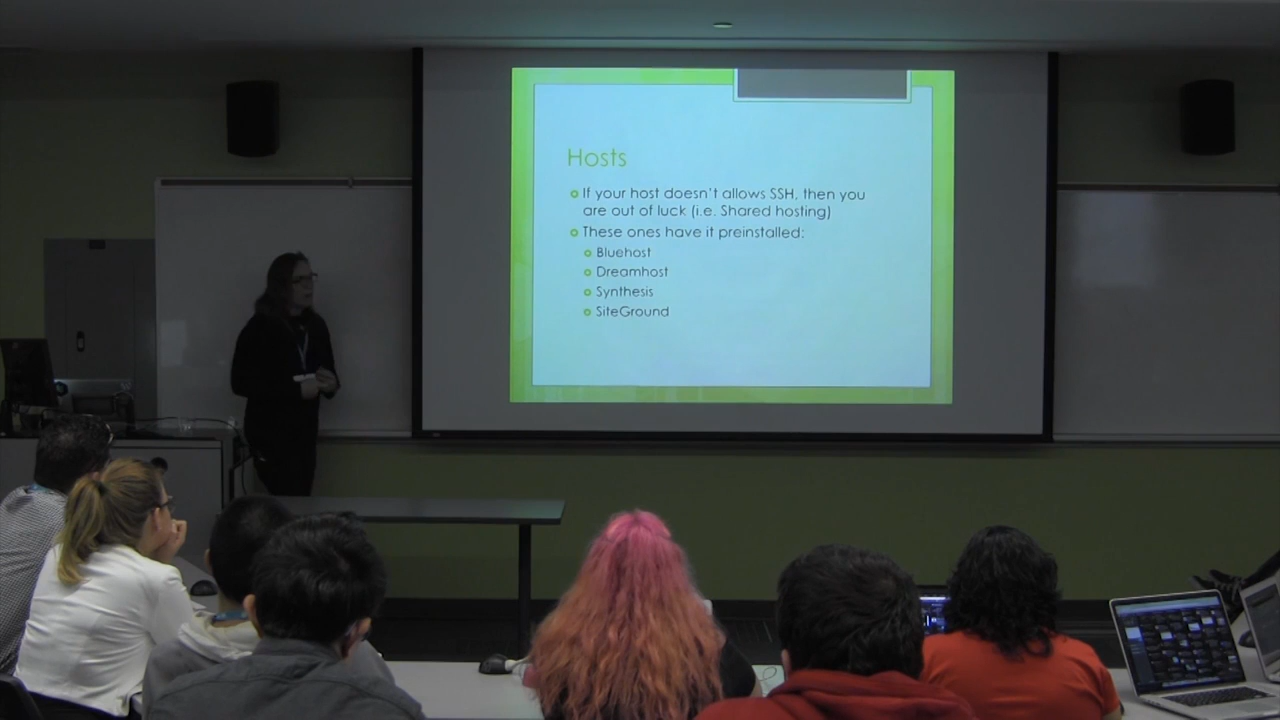 Hosts
If your host doesn't allows SSH, then you
are out of luck (i.e. Shared hosting)
These ones have it preinstalled:
Bluehost
Dreamhost
Synthesis
SiteGround